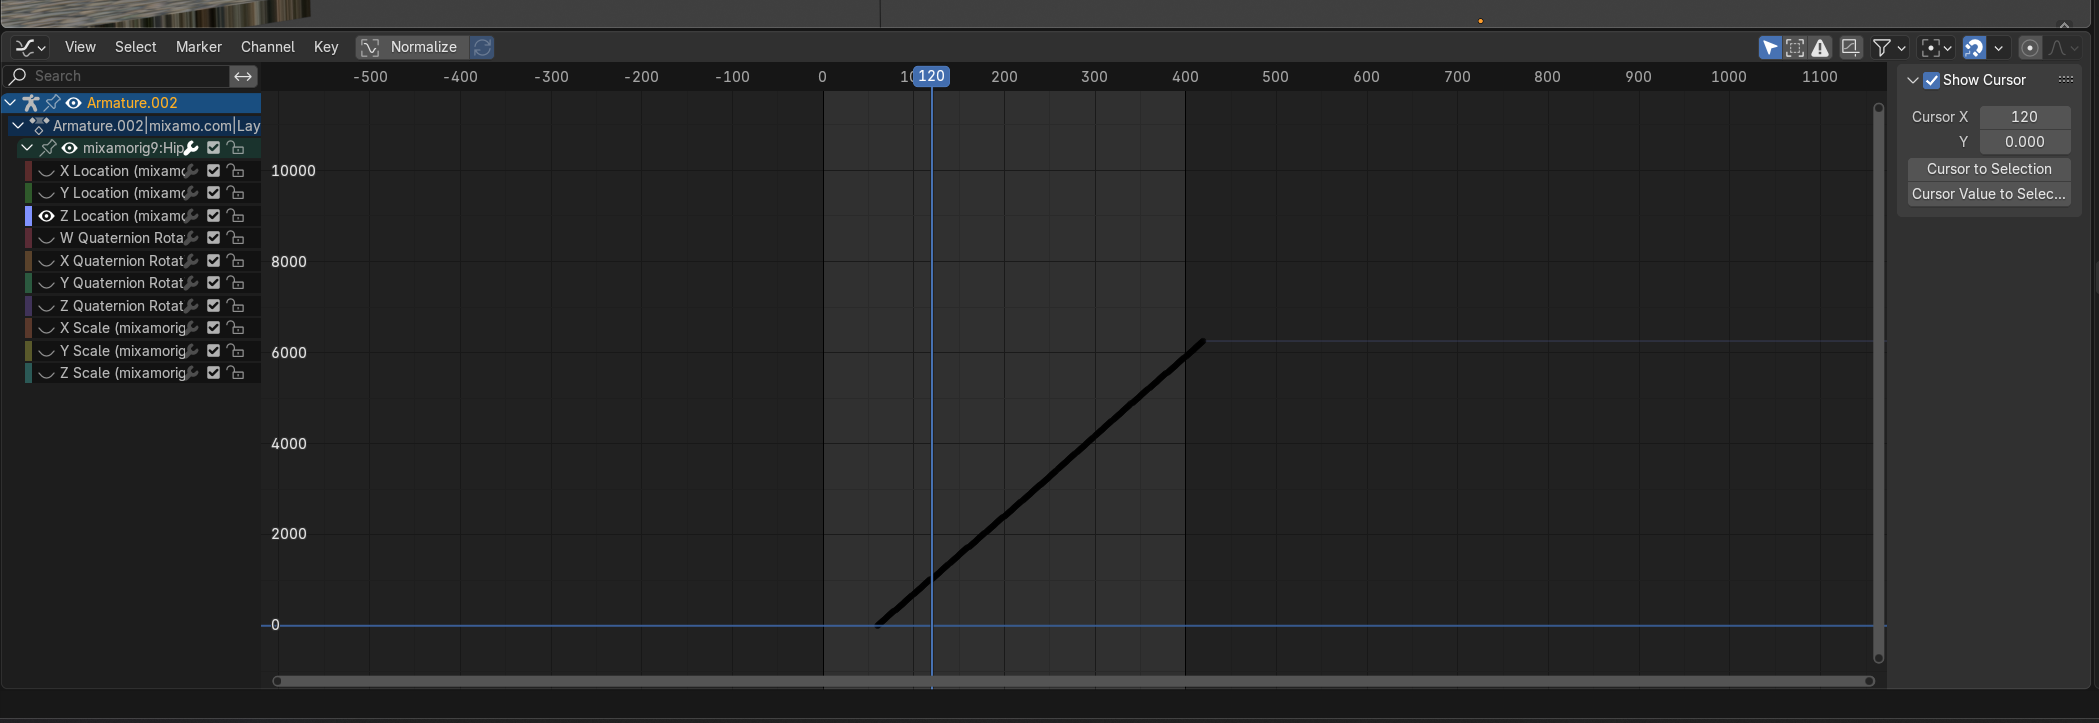 View Select Marker Channel Key Normalize
Search
-500 -400 -300 -200 -100 0 120 200 300 400 500 600 700 800 900 1000 1100
Show Cursor
Armature.002
Cursor X 120
Armature.002|mixamo.com|Lay
Y 0.000
mixamorig9:Hip
Cursor to Selection
X Location (mixamo
10000
Y Location (mixamo
Cursor Value to Selec...
Z Location (mixamo
W Quaternion Rota
X Quaternion Rotat
8000
Y Quaternion Rotat
Z Quaternion Rotat
X Scale (mixamorig
Y Scale (mixamorig
6000
Z Scale (mixamorig
4000
2000
0